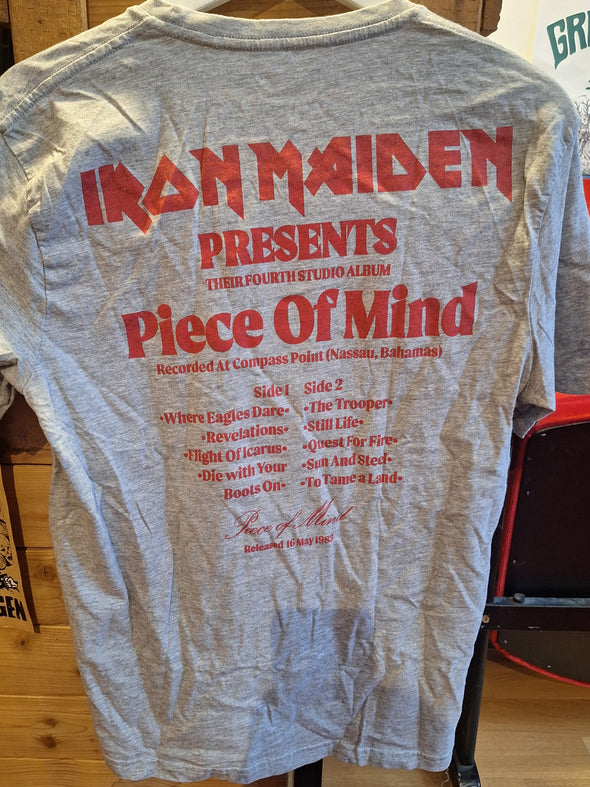 IRON MAIDEN
PRESENTS
THEIR FOURTH STUDIO ALBUM
Piece Of Mind
Recorded At Compass Point (Nassau, Bahamas)
Side 1 Side 2
•Where Eagles Dare•
Revelations•
•Flight Of Icarus•
•Die with Your
Boots On•
•The Trooper•
•Still Life•
•Quest For Fire•
•Sun And Steel•
•To Tame a Land•
Piece of Mind
Released 16 May 1983